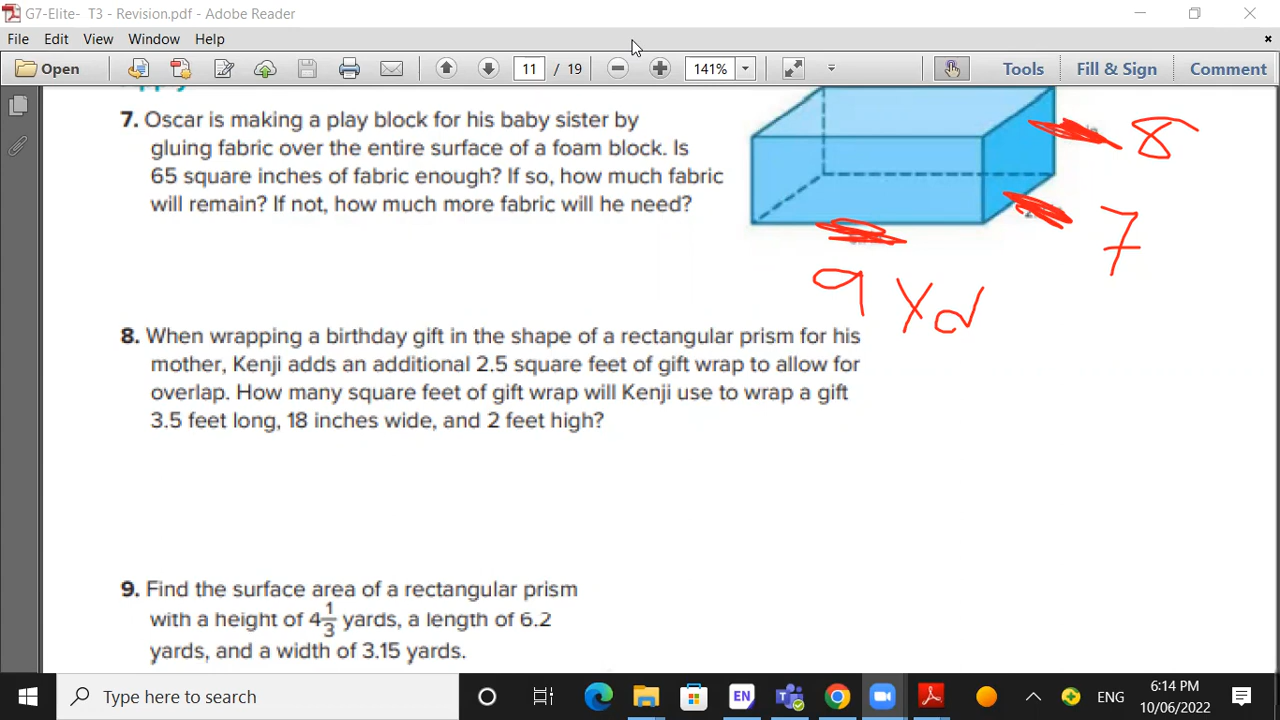 G7-Elite- T3 - Revision.pdf - Adobe Reader
File Edit View Window Help
Open 11 / 19 141% Tools Fill & Sign Comment
7. Oscar is making a play block for his baby sister by
gluing fabric over the entire surface of a foam block. Is
65 square inches of fabric enough? If so, how much fabric
will remain? If not, how much more fabric will he need?
8
7
9 Yd
8. When wrapping a birthday gift in the shape of a rectangular prism for his
mother, Kenji adds an additional 2.5 square feet of gift wrap to allow for
overlap. How many square feet of gift wrap will Kenji use to wrap a gift
3.5 feet long, 18 inches wide, and 2 feet high?
9. Find the surface area of a rectangular prism
with a height of 4 1/3 yards, a length of 6.2
yards, and a width of 3.15 yards.
Type here to search EN ENG 6:14 PM
10/06/2022